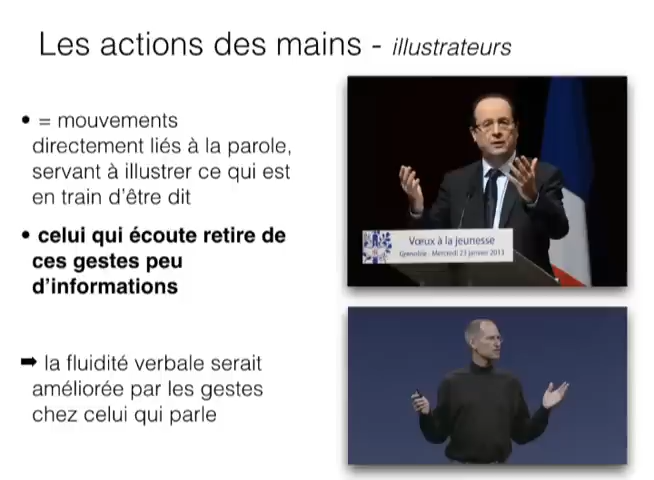 Les actions des mains - illustrateurs
• = mouvements
directement liés à la parole,
servant à illustrer ce qui est
en train d'être dit
• celui qui écoute retire de
ces gestes peu
d'informations
➡ la fluidité verbale serait
améliorée par les gestes
chez celui qui parle
Vœux à la jeunesse
Grenoble - Mercredi 23 janvier 2013